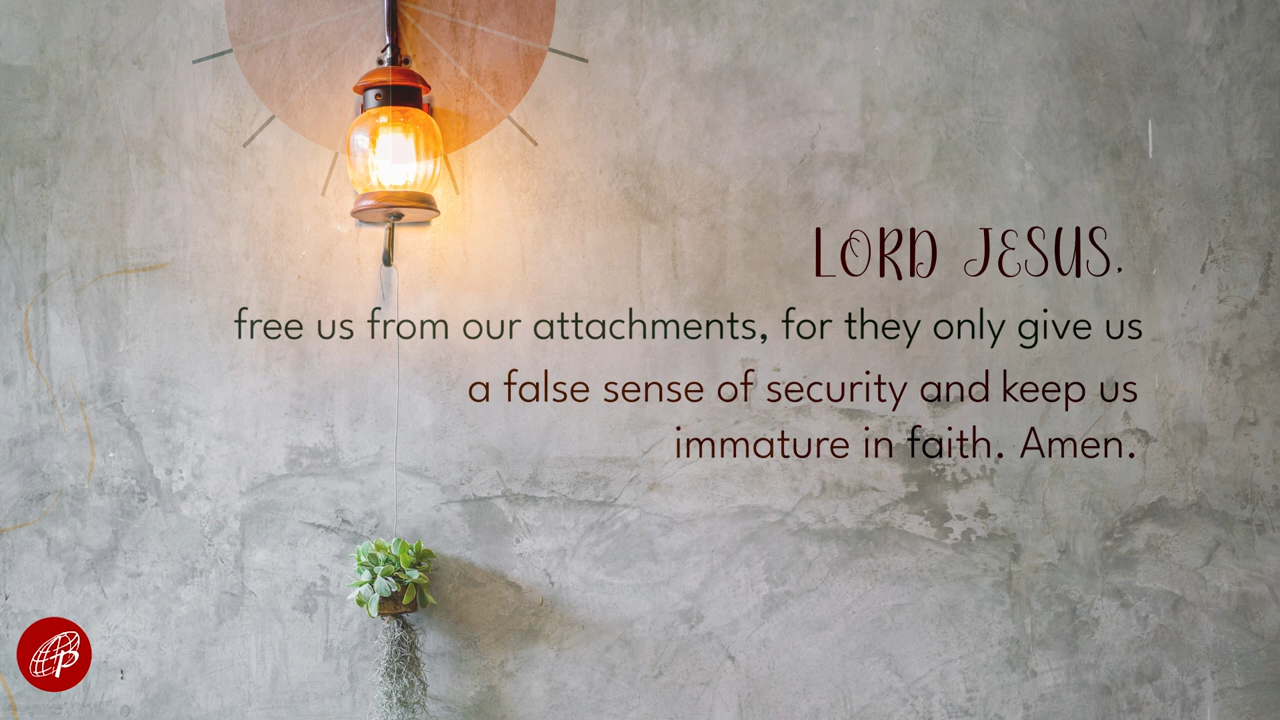 LORD JESUS,
free us from our attachments, for they only give us
a false sense of security and keep us
immature in faith. Amen.